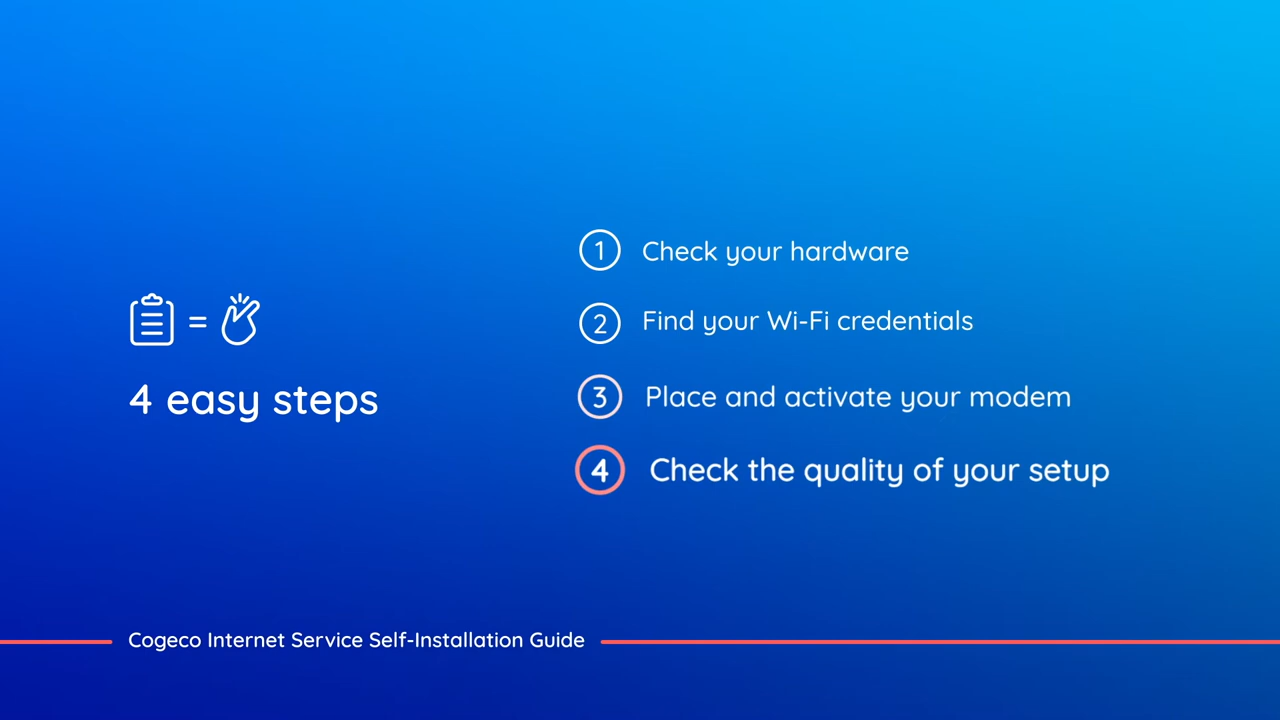 4 easy steps
1 Check your hardware
2 Find your Wi-Fi credentials
3 Place and activate your modem
4 Check the quality of your setup
Cogeco Internet Service Self-Installation Guide